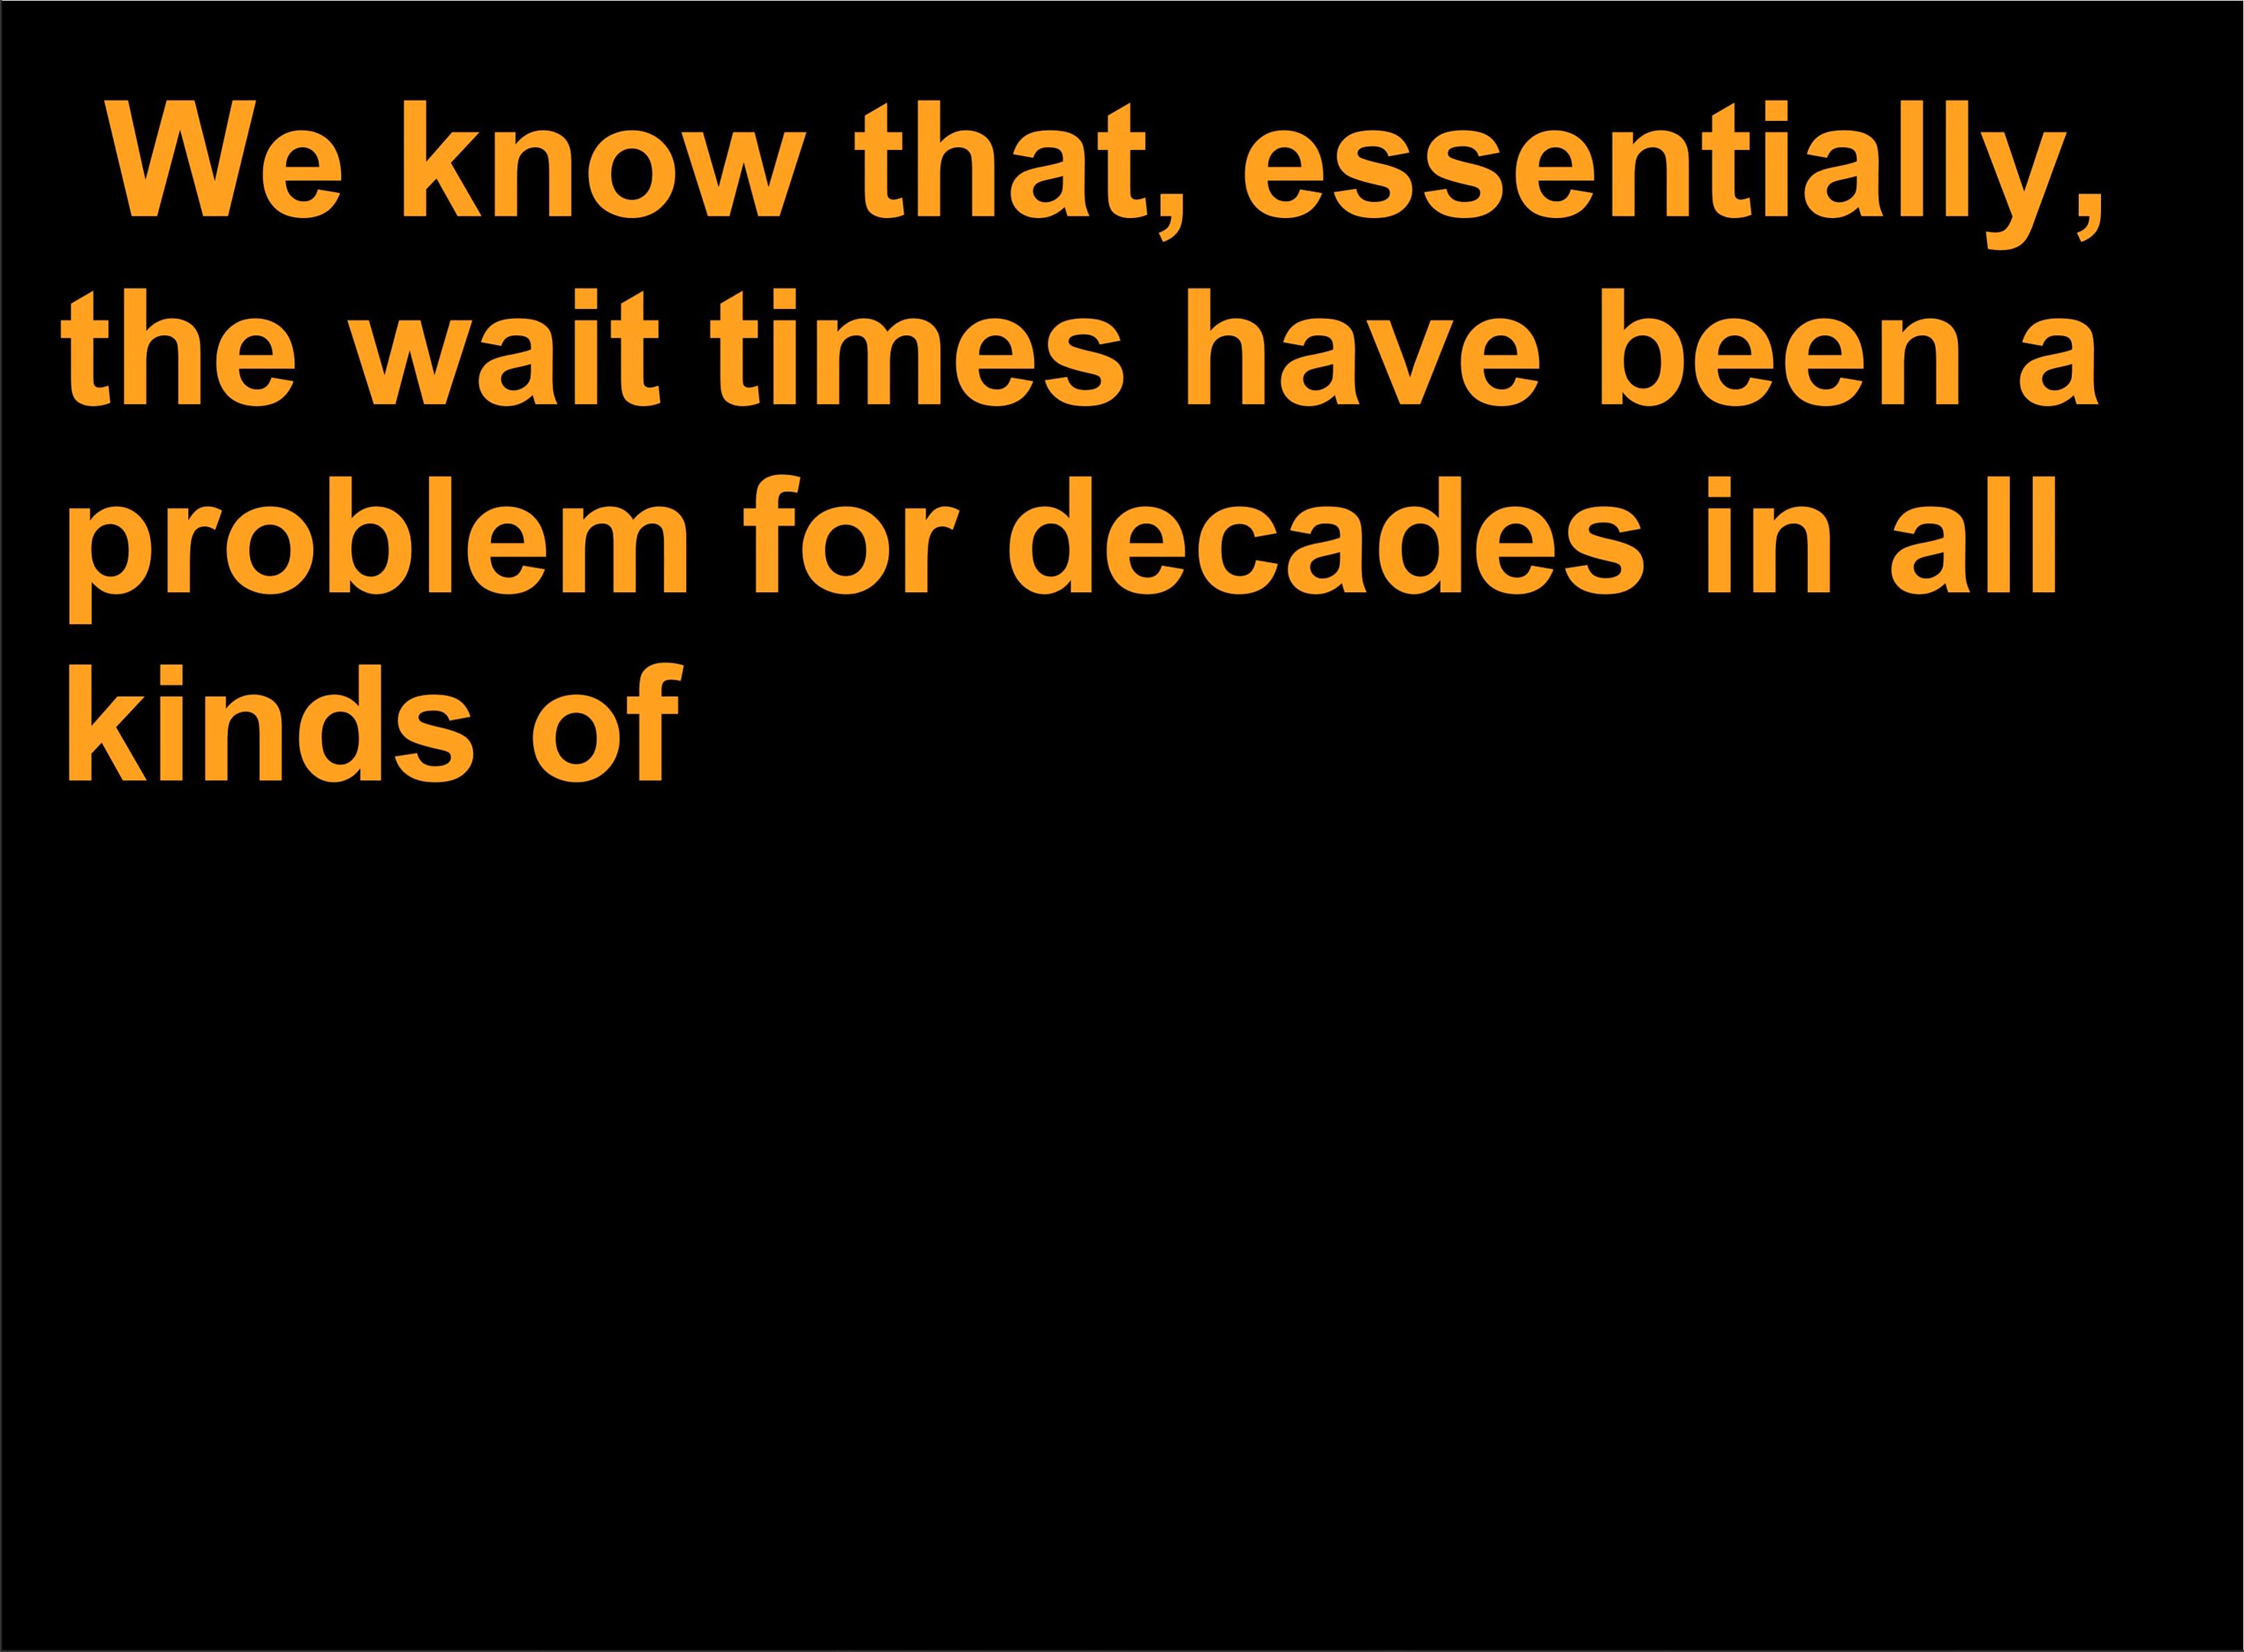 We know that, essentially,
the wait times have been a
problem for decades in all
kinds of